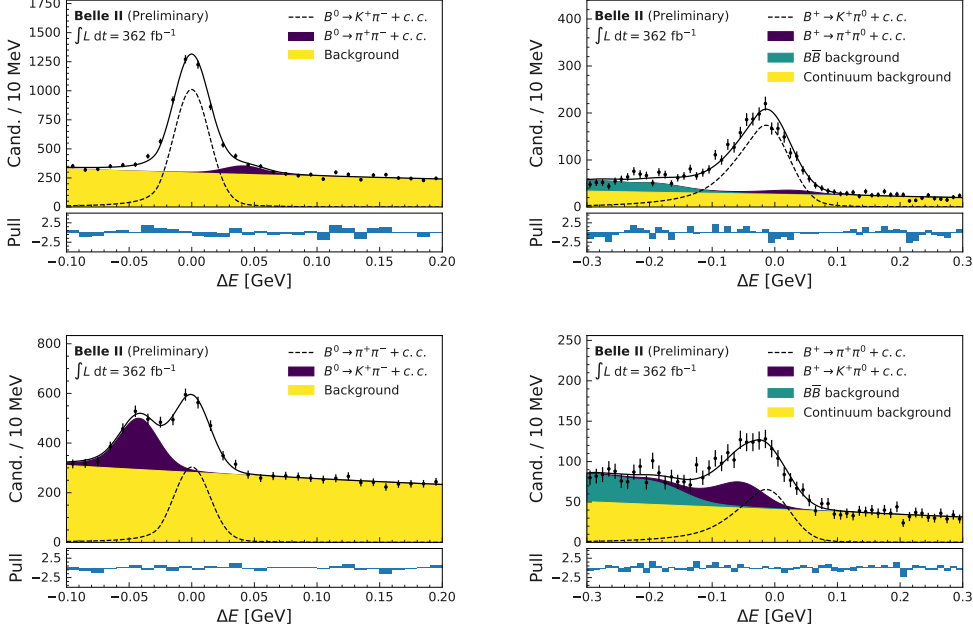 1750
1500
1250
1000
750
500
250
0
Cand. / 10 MeV
Belle II (Preliminary)
∫L dt = 362 fb⁻¹
B⁰ → K⁺π⁻ + c. c.
B⁰ → π⁺π⁻ + c. c.
Background
2.5
−2.5
Pull
−0.10 −0.05 0.00 0.05 0.10 0.15 0.20
ΔE [GeV]
400
300
200
100
0
Cand. / 10 MeV
Belle II (Preliminary)
∫L dt = 362 fb⁻¹
B⁺ → K⁺π⁰ + c. c.
B⁺ → π⁺π⁰ + c. c.
BB̅ background
Continuum background
2.5
−2.5
Pull
−0.3 −0.2 −0.1 0.0 0.1 0.2 0.3
ΔE [GeV]
800
600
400
200
0
Cand. / 10 MeV
Belle II (Preliminary)
∫L dt = 362 fb⁻¹
B⁰ → π⁺π⁻ + c. c.
B⁰ → K⁺π⁻ + c. c.
Background
2.5
−2.5
Pull
−0.10 −0.05 0.00 0.05 0.10 0.15 0.20
ΔE [GeV]
250
200
150
100
50
0
Cand. / 10 MeV
Belle II (Preliminary)
∫L dt = 362 fb⁻¹
B⁺ → π⁺π⁰ + c. c.
B⁺ → K⁺π⁰ + c. c.
BB̅ background
Continuum background
2.5
−2.5
Pull
−0.3 −0.2 −0.1 0.0 0.1 0.2 0.3
ΔE [GeV]